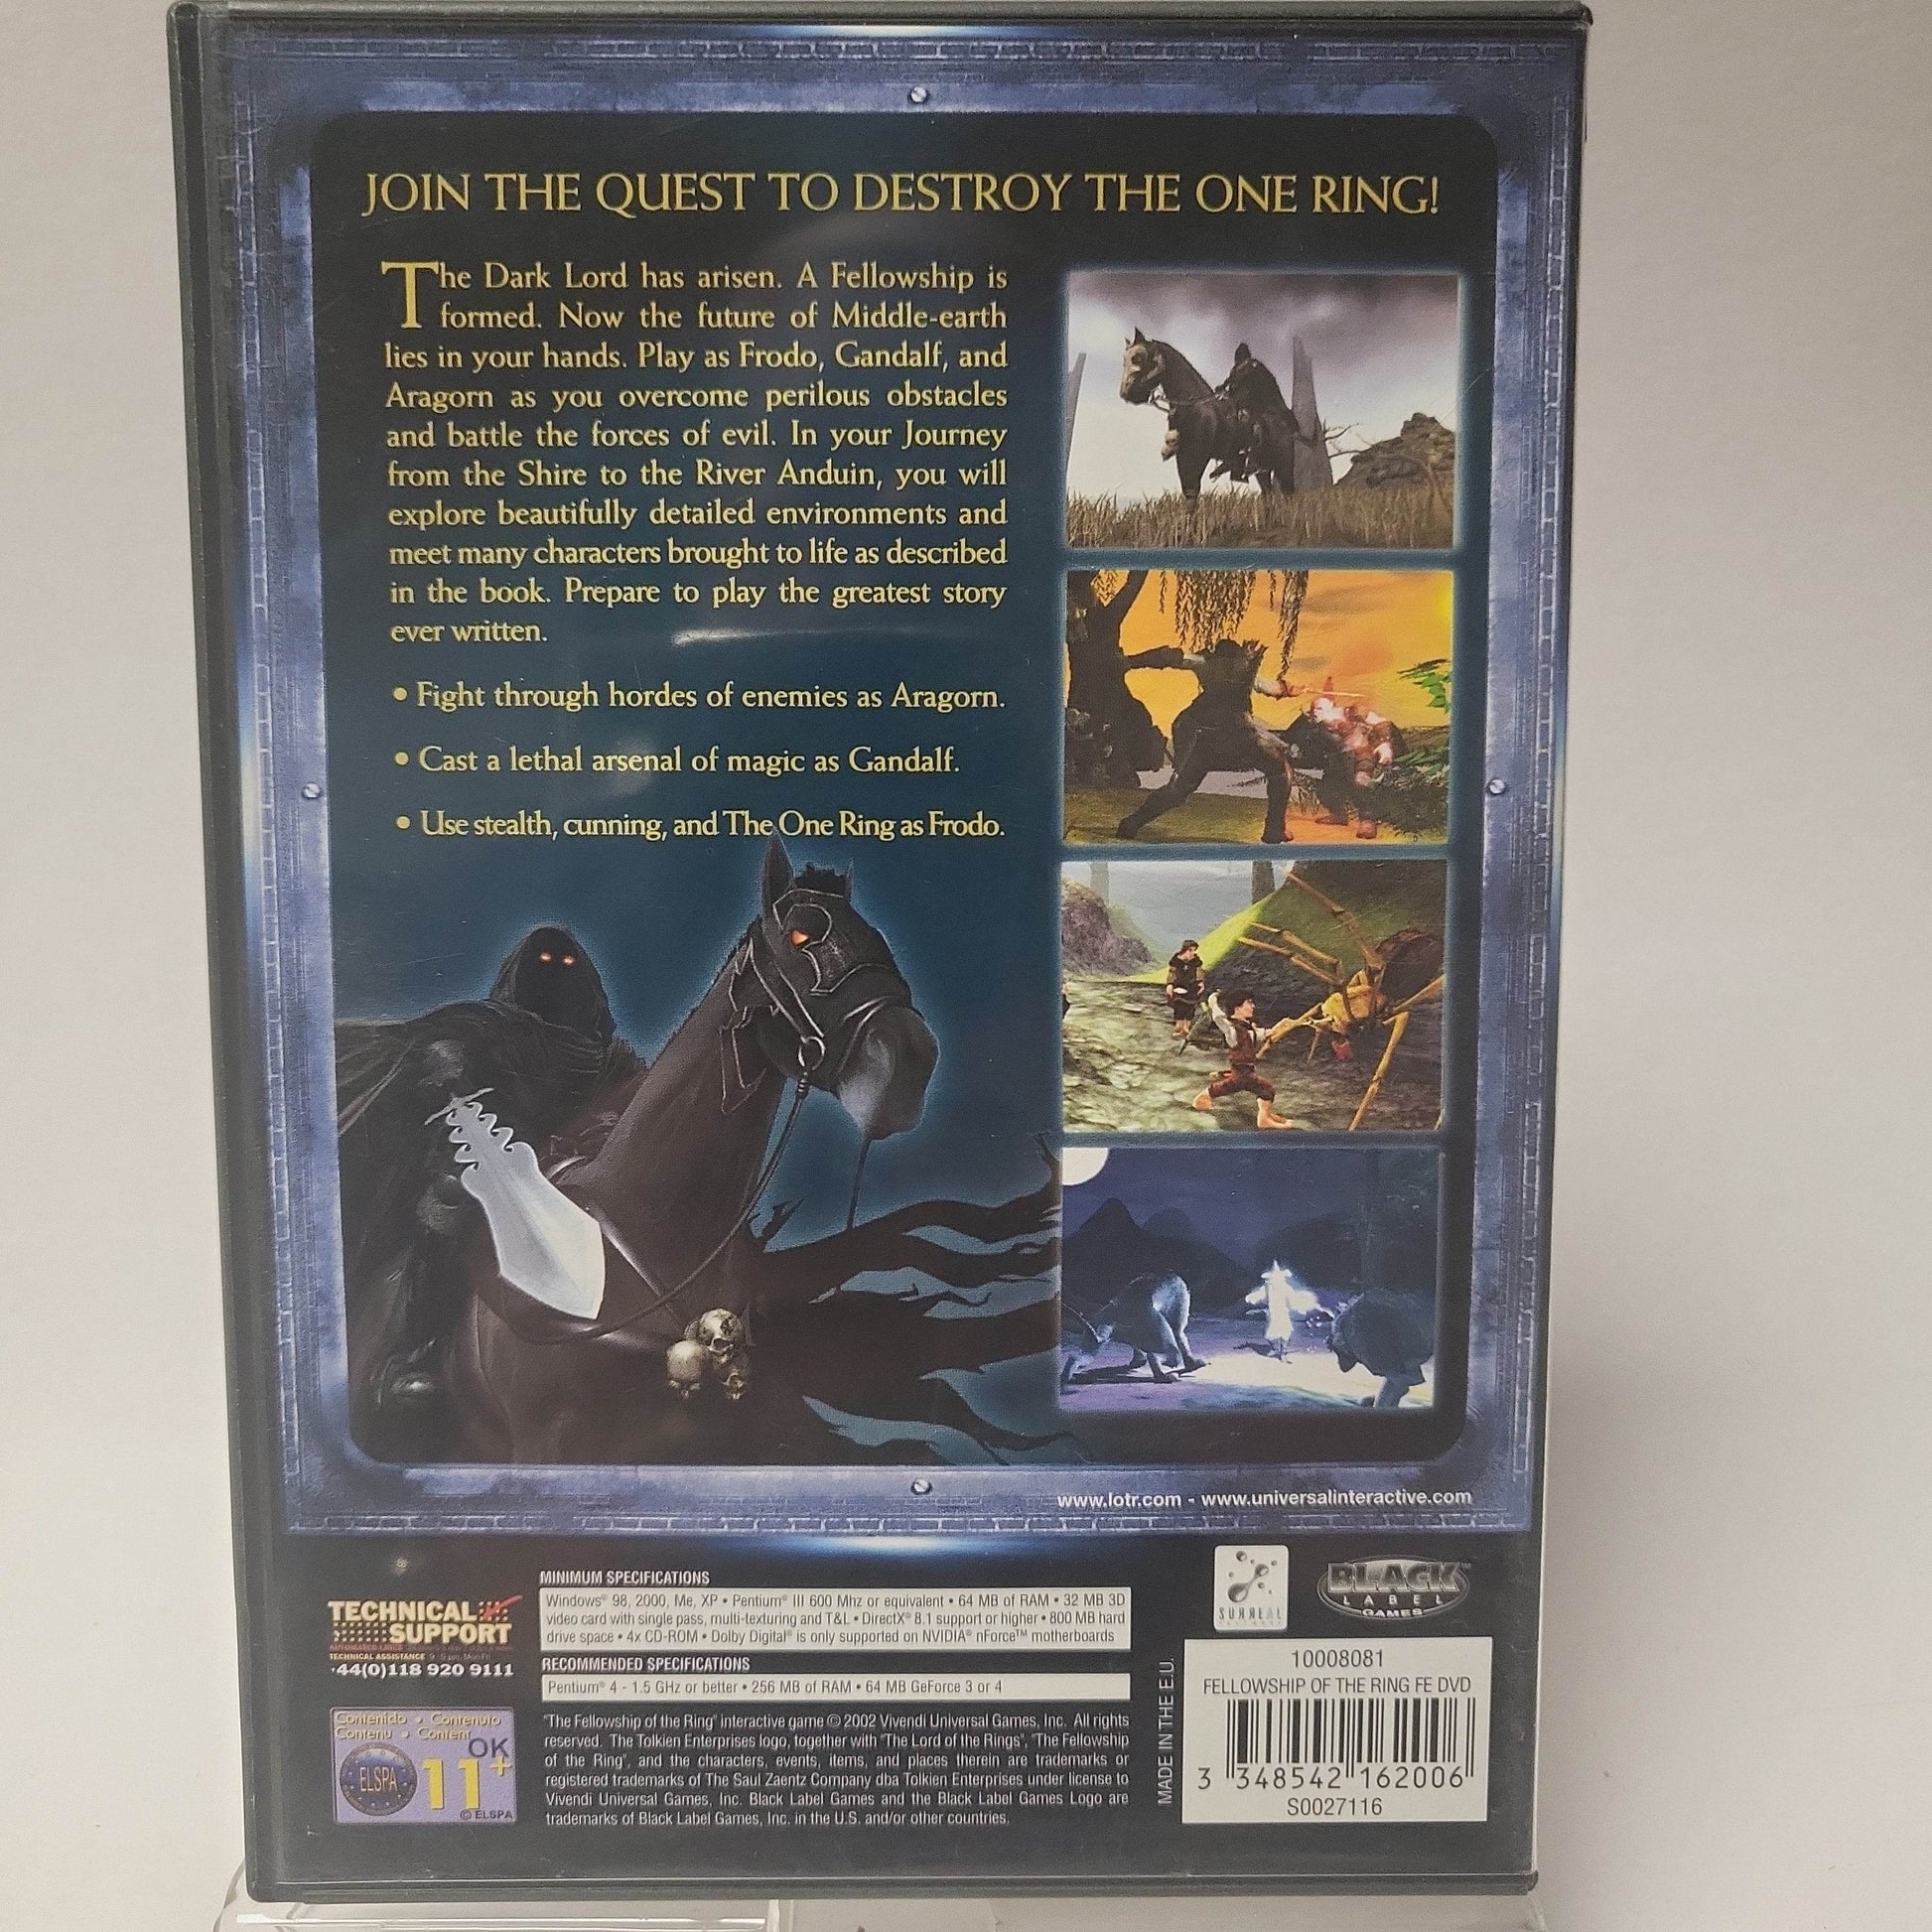 JOIN THE QUEST TO DESTROY THE ONE RING!
The Dark Lord has arisen. A Fellowship is
formed. Now the future of Middle-earth
lies in your hands. Play as Frodo, Gandalf, and
Aragorn as you overcome perilous obstacles
and battle the forces of evil. In your Journey
from the Shire to the River Anduin, you will
explore beautifully detailed environments and
meet many characters brought to life as described
in the book. Prepare to play the greatest story
ever written.
• Fight through hordes of enemies as Aragorn.
• Cast a lethal arsenal of magic as Gandalf.
• Use stealth, cunning, and The One Ring as Frodo.
www.lotr.com - www.universalinteractive.com
TECHNICAL
SUPPORT
TECHNICAL ASSISTANCE
+44(0)118 920 9111
Contenido • Contenuto
Contenu • Content
OK
ELSPA
11+
© ELSPA
MINIMUM SPECIFICATIONS
Windows® 98, 2000, Me, XP • Pentium® III 600 Mhz or equivalent • 64 MB of RAM • 32 MB 3D
video card with single pass, multi-texturing and T&L • DirectX® 8.1 support or higher • 800 MB hard
drive space • 4x CD-ROM • Dolby Digital® is only supported on NVIDIA® nForce™ motherboards
RECOMMENDED SPECIFICATIONS
Pentium® 4 - 1.5 GHz or better • 256 MB of RAM • 64 MB GeForce 3 or 4
"The Fellowship of the Ring" interactive game © 2002 Vivendi Universal Games, Inc. All rights
reserved. The Tolkien Enterprises logo, together with "The Lord of the Rings", "The Fellowship
of the Ring", and the characters, events, items, and places therein are trademarks or
registered trademarks of The Saul Zaentz Company dba Tolkien Enterprises under license to
Vivendi Universal Games, Inc. Black Label Games and the Black Label Games Logo are
trademarks of Black Label Games, Inc. in the U.S. and/or other countries.
SURREAL
BLACK
LABEL
GAMES
MADE IN THE E.U.
10008081
FELLOWSHIP OF THE RING FE DVD
3 348542 162006
S0027116